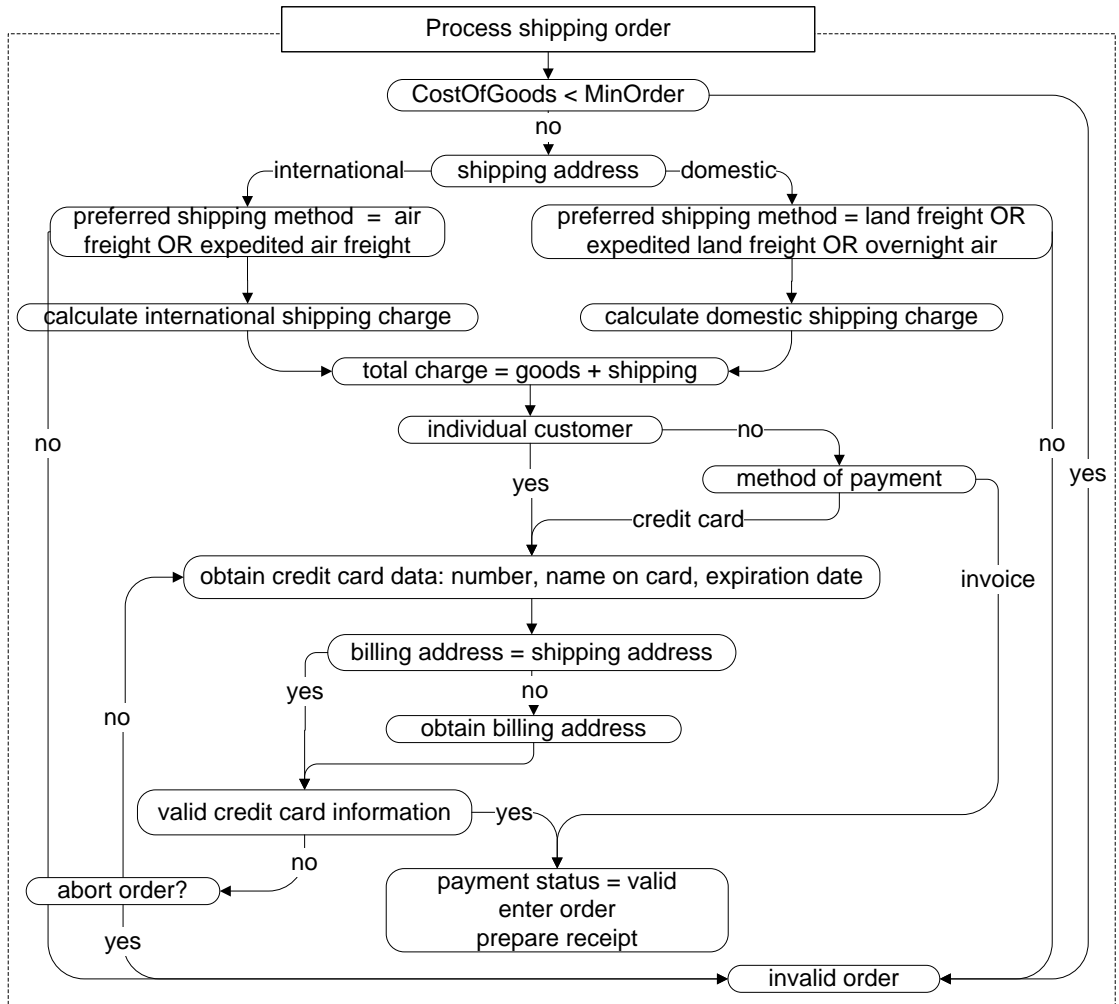 Process shipping order
CostOfGoods < MinOrder
no
international
shipping address
domestic
preferred shipping method = air
freight OR expedited air freight
preferred shipping method = land freight OR
expedited land freight OR overnight air
calculate international shipping charge
calculate domestic shipping charge
total charge = goods + shipping
individual customer
no
no
no
yes
yes
method of payment
credit card
obtain credit card data: number, name on card, expiration date
invoice
billing address = shipping address
yes
no
no
obtain billing address
valid credit card information
yes
no
abort order?
payment status = valid
enter order
prepare receipt
yes
invalid order